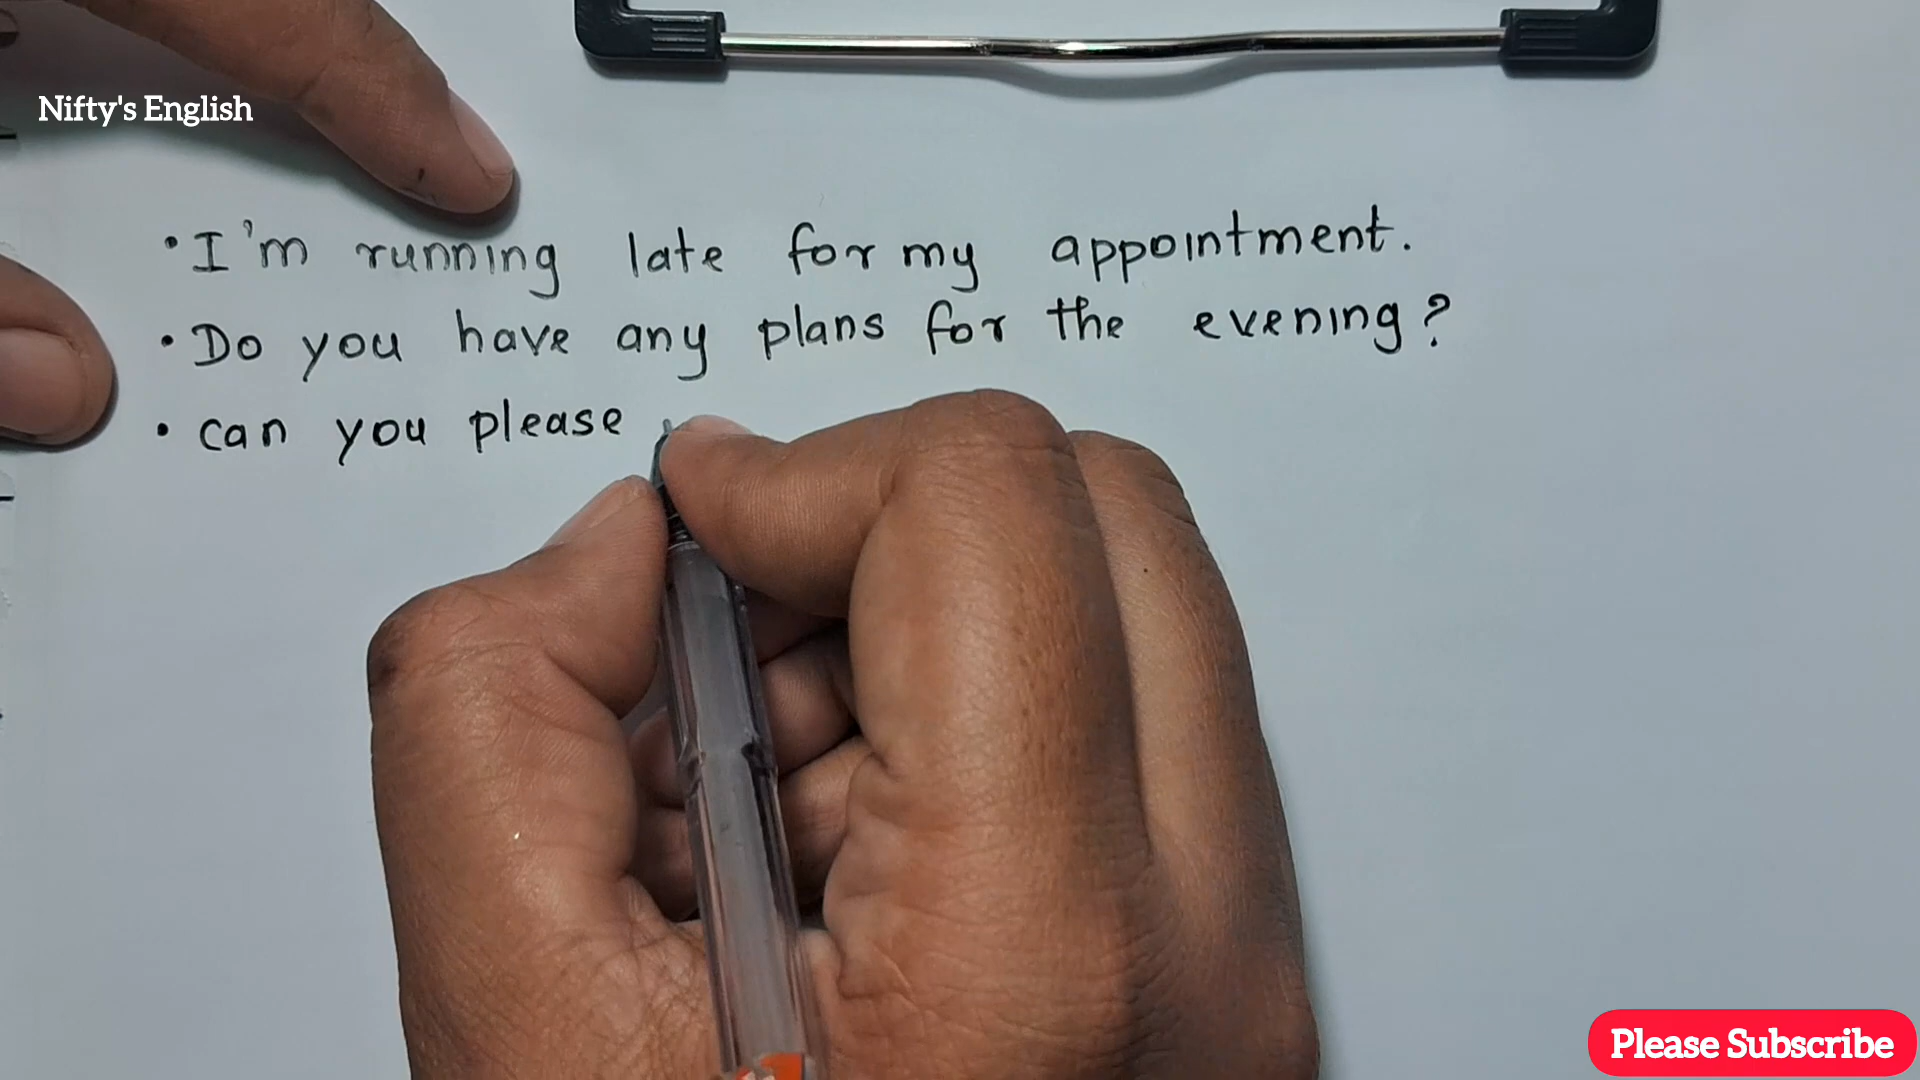 Nifty's English
• I'm running late for my appointment.
• Do you have any plans for the evening?
• can you please
Please Subscribe